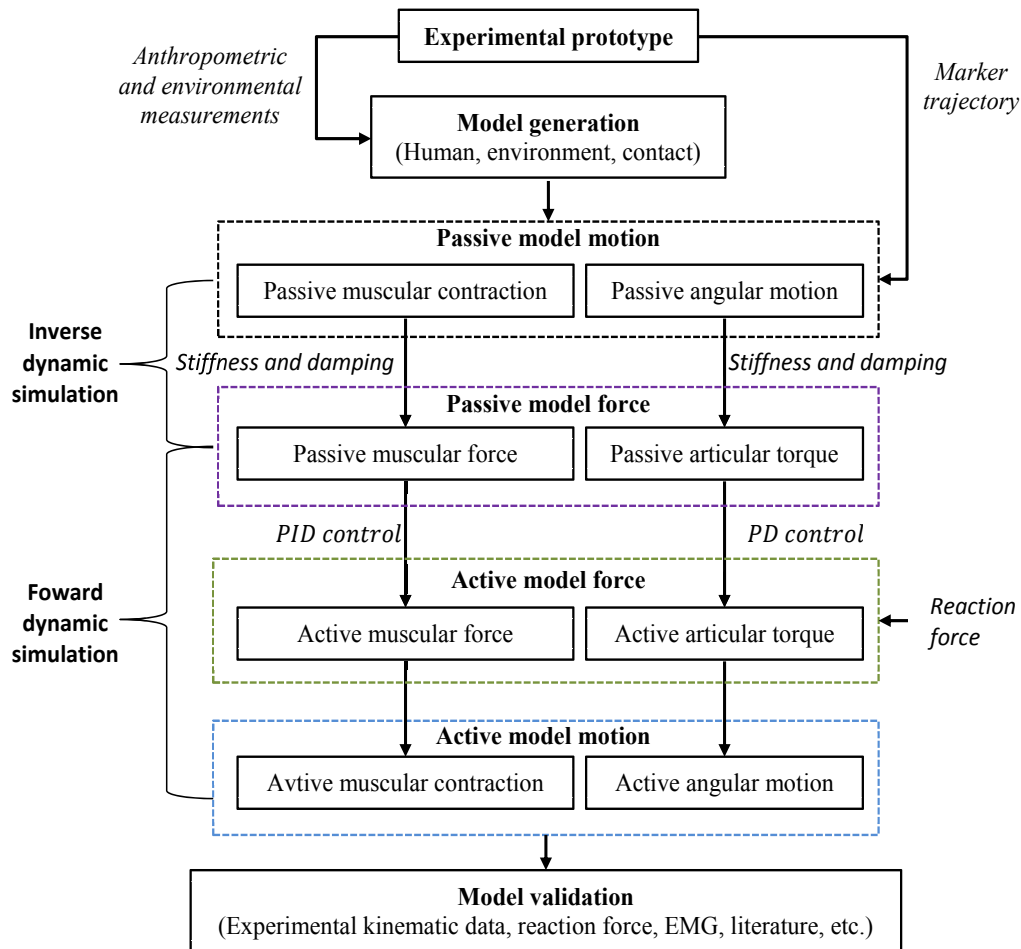 Experimental prototype
Anthropometric
and environmental
measurements
Marker
trajectory
Model generation
(Human, environment, contact)
Passive model motion
Passive muscular contraction
Passive angular motion
Inverse
dynamic
simulation
Stiffness and damping
Stiffness and damping
Passive model force
Passive muscular force
Passive articular torque
PID control
PD control
Foward
dynamic
simulation
Active model force
Active muscular force
Active articular torque
Reaction
force
Active model motion
Avtive muscular contraction
Active angular motion
Model validation
(Experimental kinematic data, reaction force, EMG, literature, etc.)